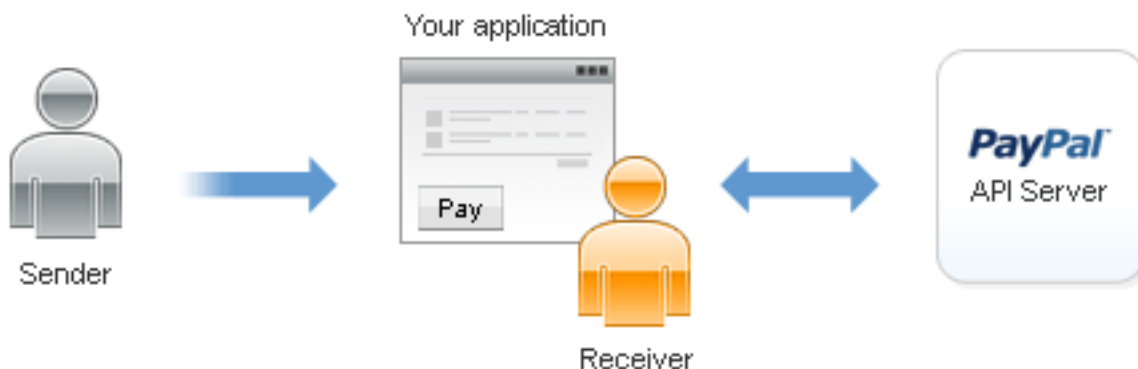 Your application
Pay
Sender
Receiver
PayPal
API Server